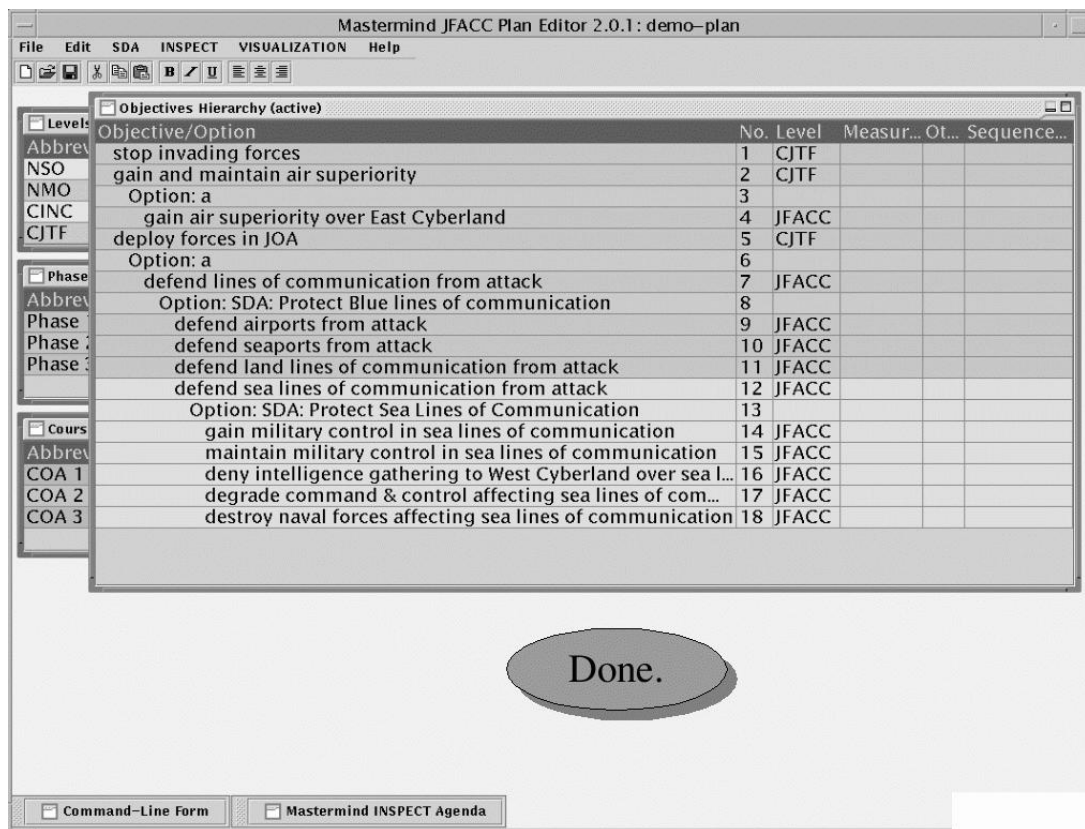 Mastermind JFACC Plan Editor 2.0.1: demo-plan
File Edit SDA INSPECT VISUALIZATION Help
B I U
Levels
Abbrev
NSO
NMO
CINC
CJTF
Phase
Abbrev
Phase
Phase
Phase
Cours
Abbrev
COA 1
COA 2
COA 3
Objectives Hierarchy (active)
Objective/Option No. Level Measur... Ot... Sequence...
stop invading forces 1 CJTF
gain and maintain air superiority 2 CJTF
Option: a 3
gain air superiority over East Cyberland 4 JFACC
deploy forces in JOA 5 CJTF
Option: a 6
defend lines of communication from attack 7 JFACC
Option: SDA: Protect Blue lines of communication 8
defend airports from attack 9 JFACC
defend seaports from attack 10 JFACC
defend land lines of communication from attack 11 JFACC
defend sea lines of communication from attack 12 JFACC
Option: SDA: Protect Sea Lines of Communication 13
gain military control in sea lines of communication 14 JFACC
maintain military control in sea lines of communication 15 JFACC
deny intelligence gathering to West Cyberland over sea l... 16 JFACC
degrade command & control affecting sea lines of com... 17 JFACC
destroy naval forces affecting sea lines of communication 18 JFACC
Done.
Command-Line Form Mastermind INSPECT Agenda